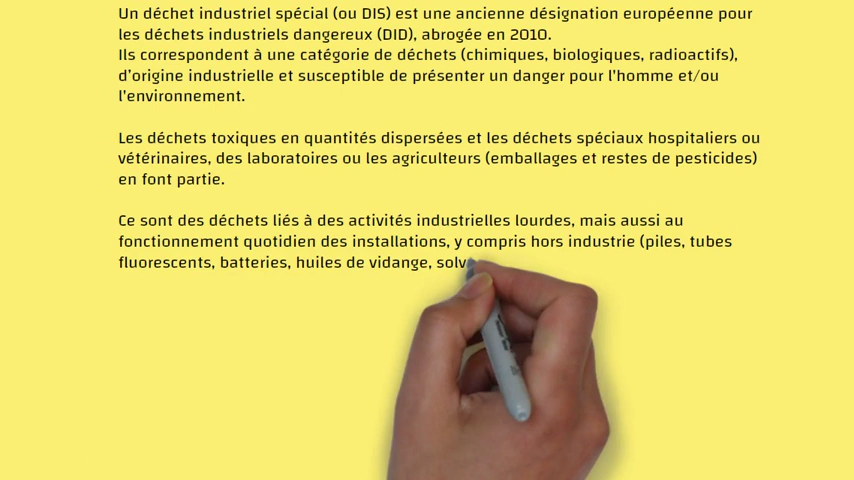 Un déchet industriel spécial (ou DIS) est une ancienne désignation européenne pour
les déchets industriels dangereux (DID), abrogée en 2010.
Ils correspondent à une catégorie de déchets (chimiques, biologiques, radioactifs),
d'origine industrielle et susceptible de présenter un danger pour l'homme et/ou
l'environnement.
Les déchets toxiques en quantités dispersées et les déchets spéciaux hospitaliers ou
vétérinaires, des laboratoires ou les agriculteurs (emballages et restes de pesticides)
en font partie.
Ce sont des déchets liés à des activités industrielles lourdes, mais aussi au
fonctionnement quotidien des installations, y compris hors industrie (piles, tubes
fluorescents, batteries, huiles de vidange, solv